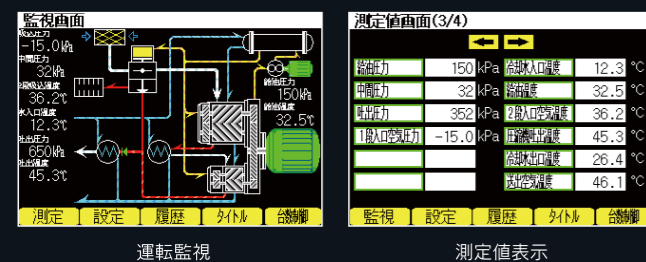 監視画面
吸込圧力
-15.0kPa
中間圧力
32kPa
2段吸込温度
36.2℃
水入口温度
12.3℃
吐出圧力
650kPa
吐出温度
45.3℃
給油圧力
150kPa
給油温度
32.5℃
測定 設定 履歴 タイトル 台数制御
運転監視
測定値画面(3/4)
給油圧力 150 kPa 冷却水入口温度 12.3 ℃
中間圧力 32 kPa 給油温度 32.5 ℃
吐出圧力 352 kPa 2段入口空気温度 36.2 ℃
1段入口空気圧力 -15.0 kPa 圧縮機吐出温度 45.3 ℃
冷却水出口温度 26.4 ℃
送出空気温度 46.1 ℃
監視 設定 履歴 タイトル 台数制御
測定値表示